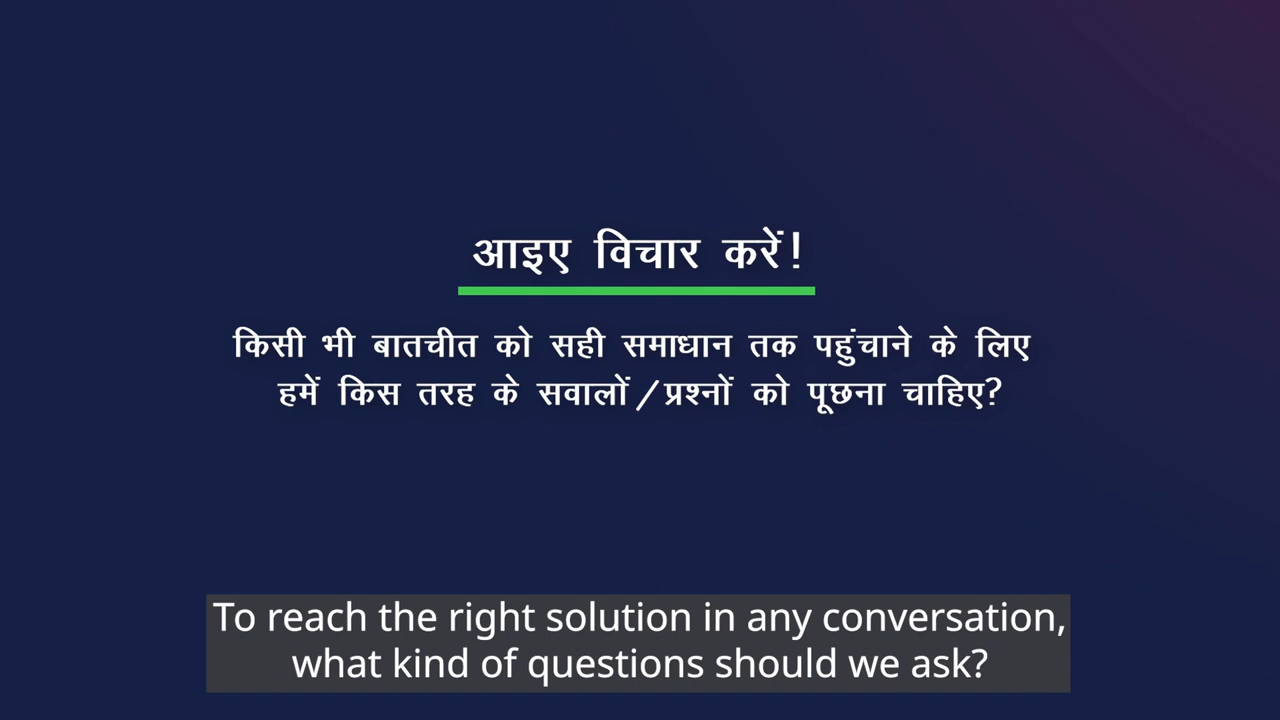 आइए विचार करें!
किसी भी बातचीत को सही समाधान तक पहुंचाने के लिए
हमें किस तरह के सवालों/प्रश्नों को पूछना चाहिए?
To reach the right solution in any conversation,
what kind of questions should we ask?